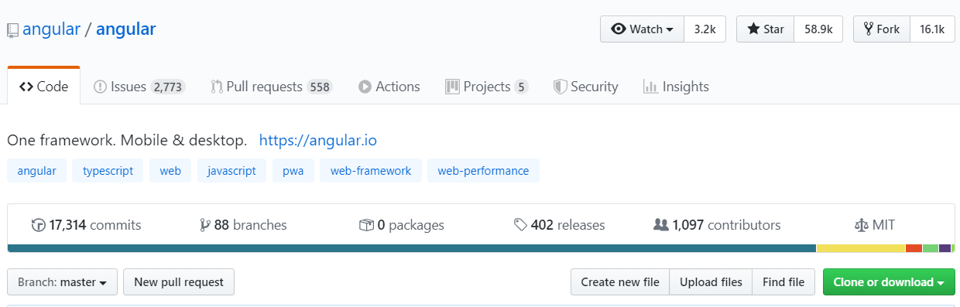 angular / angular Watch 3.2k Star 58.9k Fork 16.1k
Code Issues 2,773 Pull requests 558 Actions Projects 5 Security Insights
One framework. Mobile & desktop. https://angular.io
angular typescript web javascript pwa web-framework web-performance
17,314 commits 88 branches 0 packages 402 releases 1,097 contributors MIT
Branch: master New pull request Create new file Upload files Find file Clone or download